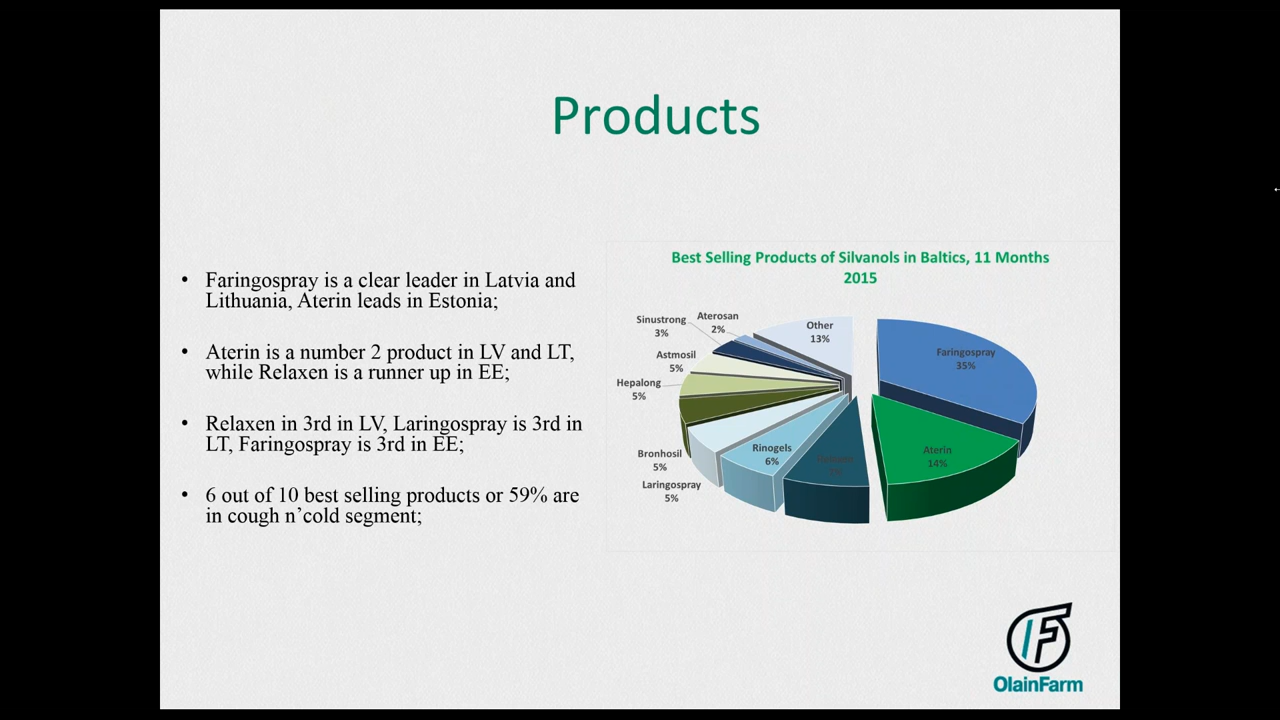 Products
• Faringospray is a clear leader in Latvia and
Lithuania, Aterin leads in Estonia;
• Aterin is a number 2 product in LV and LT,
while Relaxen is a runner up in EE;
• Relaxen in 3rd in LV, Laringospray is 3rd in
LT, Faringospray is 3rd in EE;
• 6 out of 10 best selling products or 59% are
in cough n’cold segment;
Best Selling Products of Silvanols in Baltics, 11 Months
2015
Sinustrong
3%
Aterosan
2%
Other
13%
Faringospray
35%
Astmosil
5%
Hepalong
5%
Bronhosil
5%
Laringospray
5%
Rinogels
6%
Aterin
14%
OlainFarm